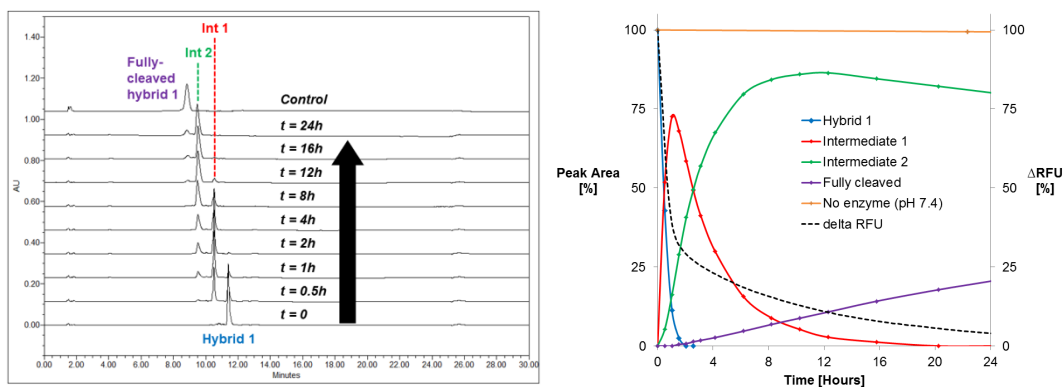 Int 1
Int 2
Fully-
cleaved
hybrid 1
Control
t = 24h
t = 16h
t = 12h
t = 8h
t = 4h
t = 2h
t = 1h
t = 0.5h
t = 0
Hybrid 1
1.40
1.20
1.00
0.80
0.60
0.40
0.20
0.00
AU
0.00 2.00 4.00 6.00 8.00 10.00 12.00 14.00 16.00 18.00 20.00 22.00 24.00 26.00 28.00 30.00
Minutes
100
75
50
25
0
Peak Area
[%]
Hybrid 1
Intermediate 1
Intermediate 2
Fully cleaved
No enzyme (pH 7.4)
delta RFU
100
75
50
25
0
ΔRFU
[%]
0 4 8 12 16 20 24
Time [Hours]